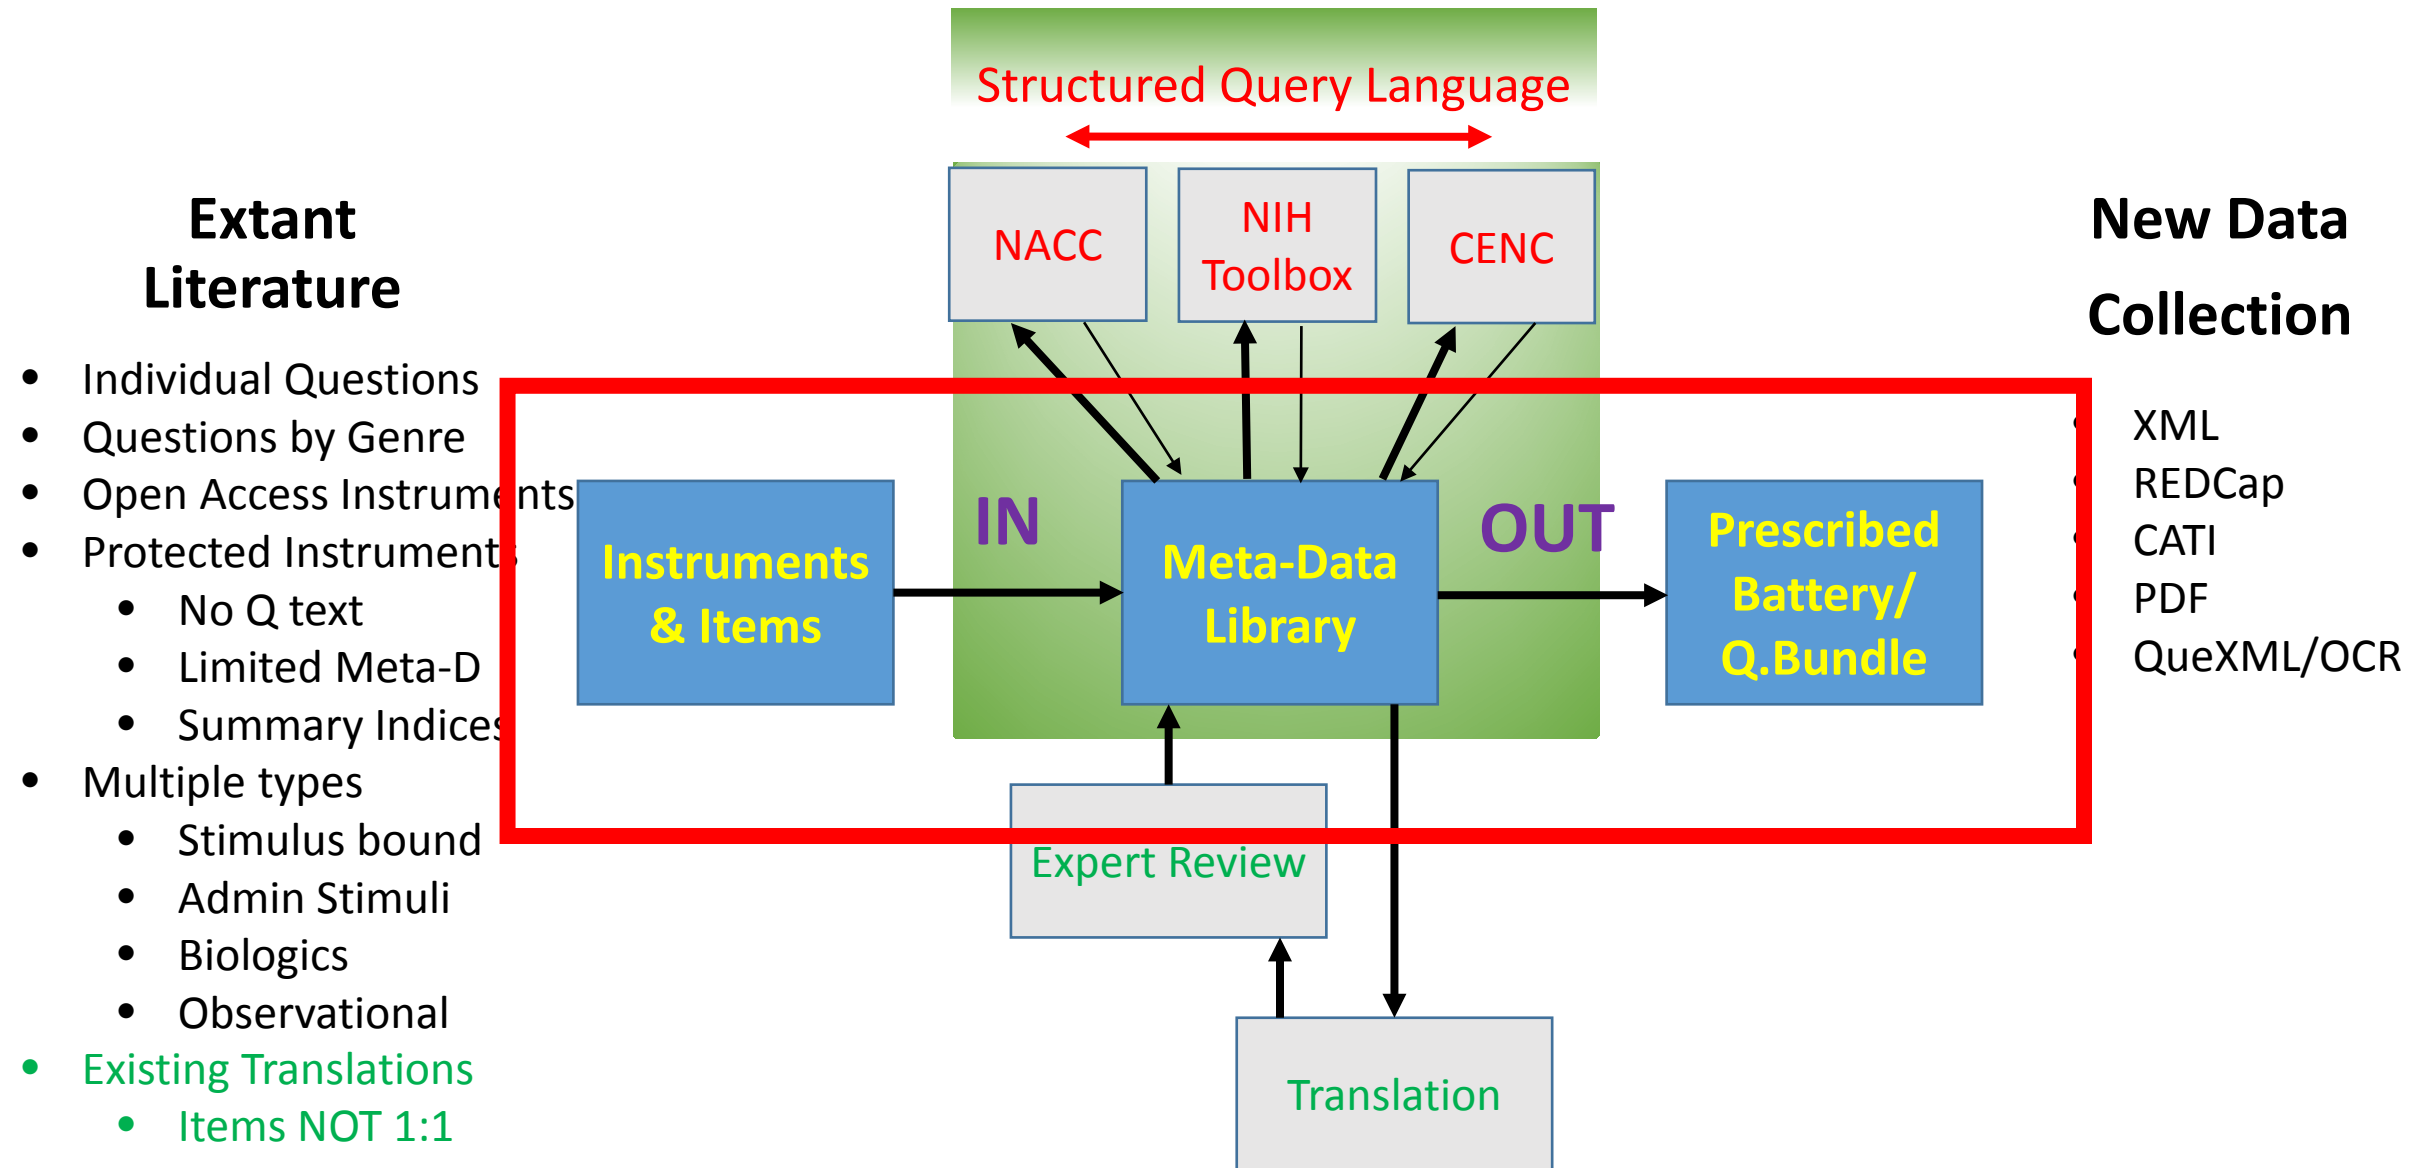 Structured Query Language
NACC
NIH
Toolbox
CENC
Extant
Literature
• Individual Questions
• Questions by Genre
• Open Access Instruments
• Protected Instruments
• No Q text
• Limited Meta-D
• Summary Indices
• Multiple types
• Stimulus bound
• Admin Stimuli
• Biologics
• Observational
• Existing Translations
• Items NOT 1:1
Instruments
& Items
IN
Meta-Data
Library
OUT
Prescribed
Battery/
Q.Bundle
Expert Review
Translation
New Data
Collection
• XML
• REDCap
• CATI
• PDF
• QueXML/OCR